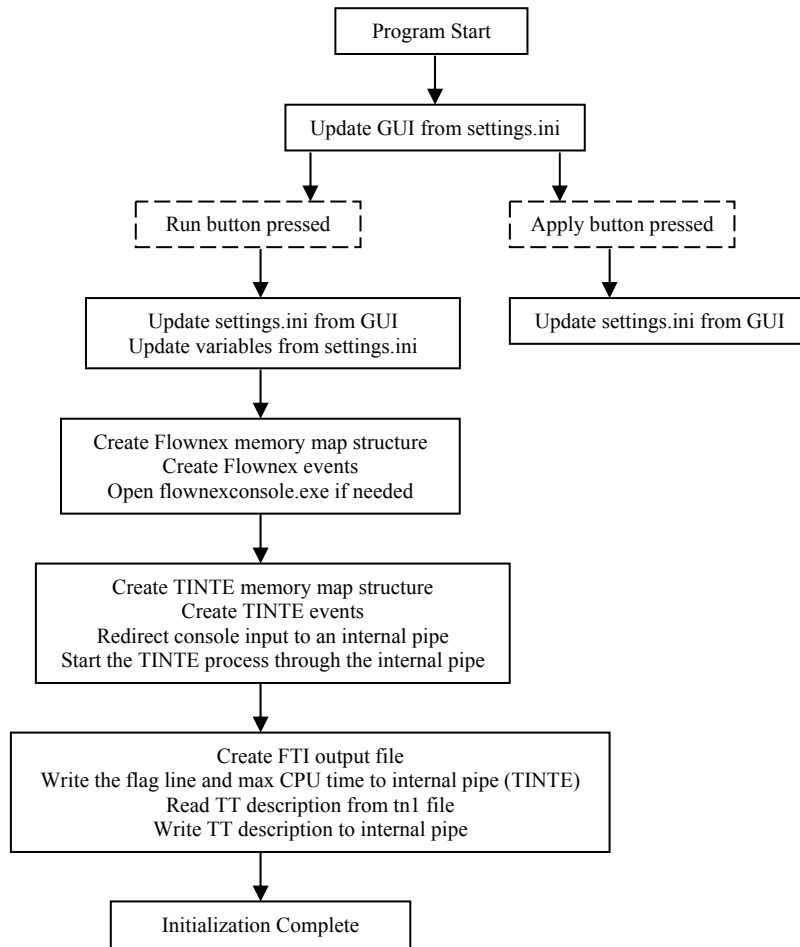 Program Start
Update GUI from settings.ini
Run button pressed
Apply button pressed
Update settings.ini from GUI
Update variables from settings.ini
Update settings.ini from GUI
Create Flownex memory map structure
Create Flownex events
Open flownexconsole.exe if needed
Create TINTE memory map structure
Create TINTE events
Redirect console input to an internal pipe
Start the TINTE process through the internal pipe
Create FTI output file
Write the flag line and max CPU time to internal pipe (TINTE)
Read TT description from tn1 file
Write TT description to internal pipe
Initialization Complete